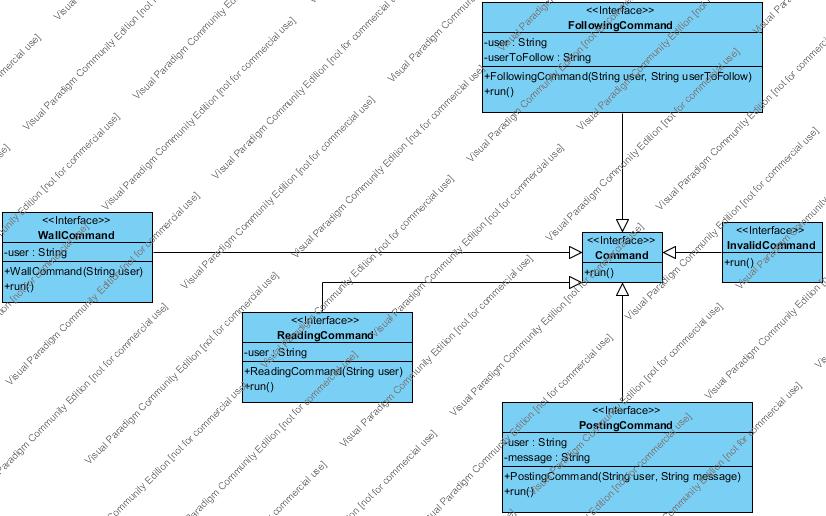 <<Interface>>
FollowingCommand
-user : String
-userToFollow : String
+FollowingCommand(String user, String userToFollow)
+run()
<<Interface>>
WallCommand
-user : String
+WallCommand(String user)
+run()
<<Interface>>
Command
+run()
<<Interface>>
InvalidCommand
+run()
<<Interface>>
ReadingCommand
-user : String
+ReadingCommand(String user)
+run()
<<Interface>>
PostingCommand
-user : String
-message : String
+PostingCommand(String user, String message)
+run()
Visual Paradigm Community Edition [not for commercial use]